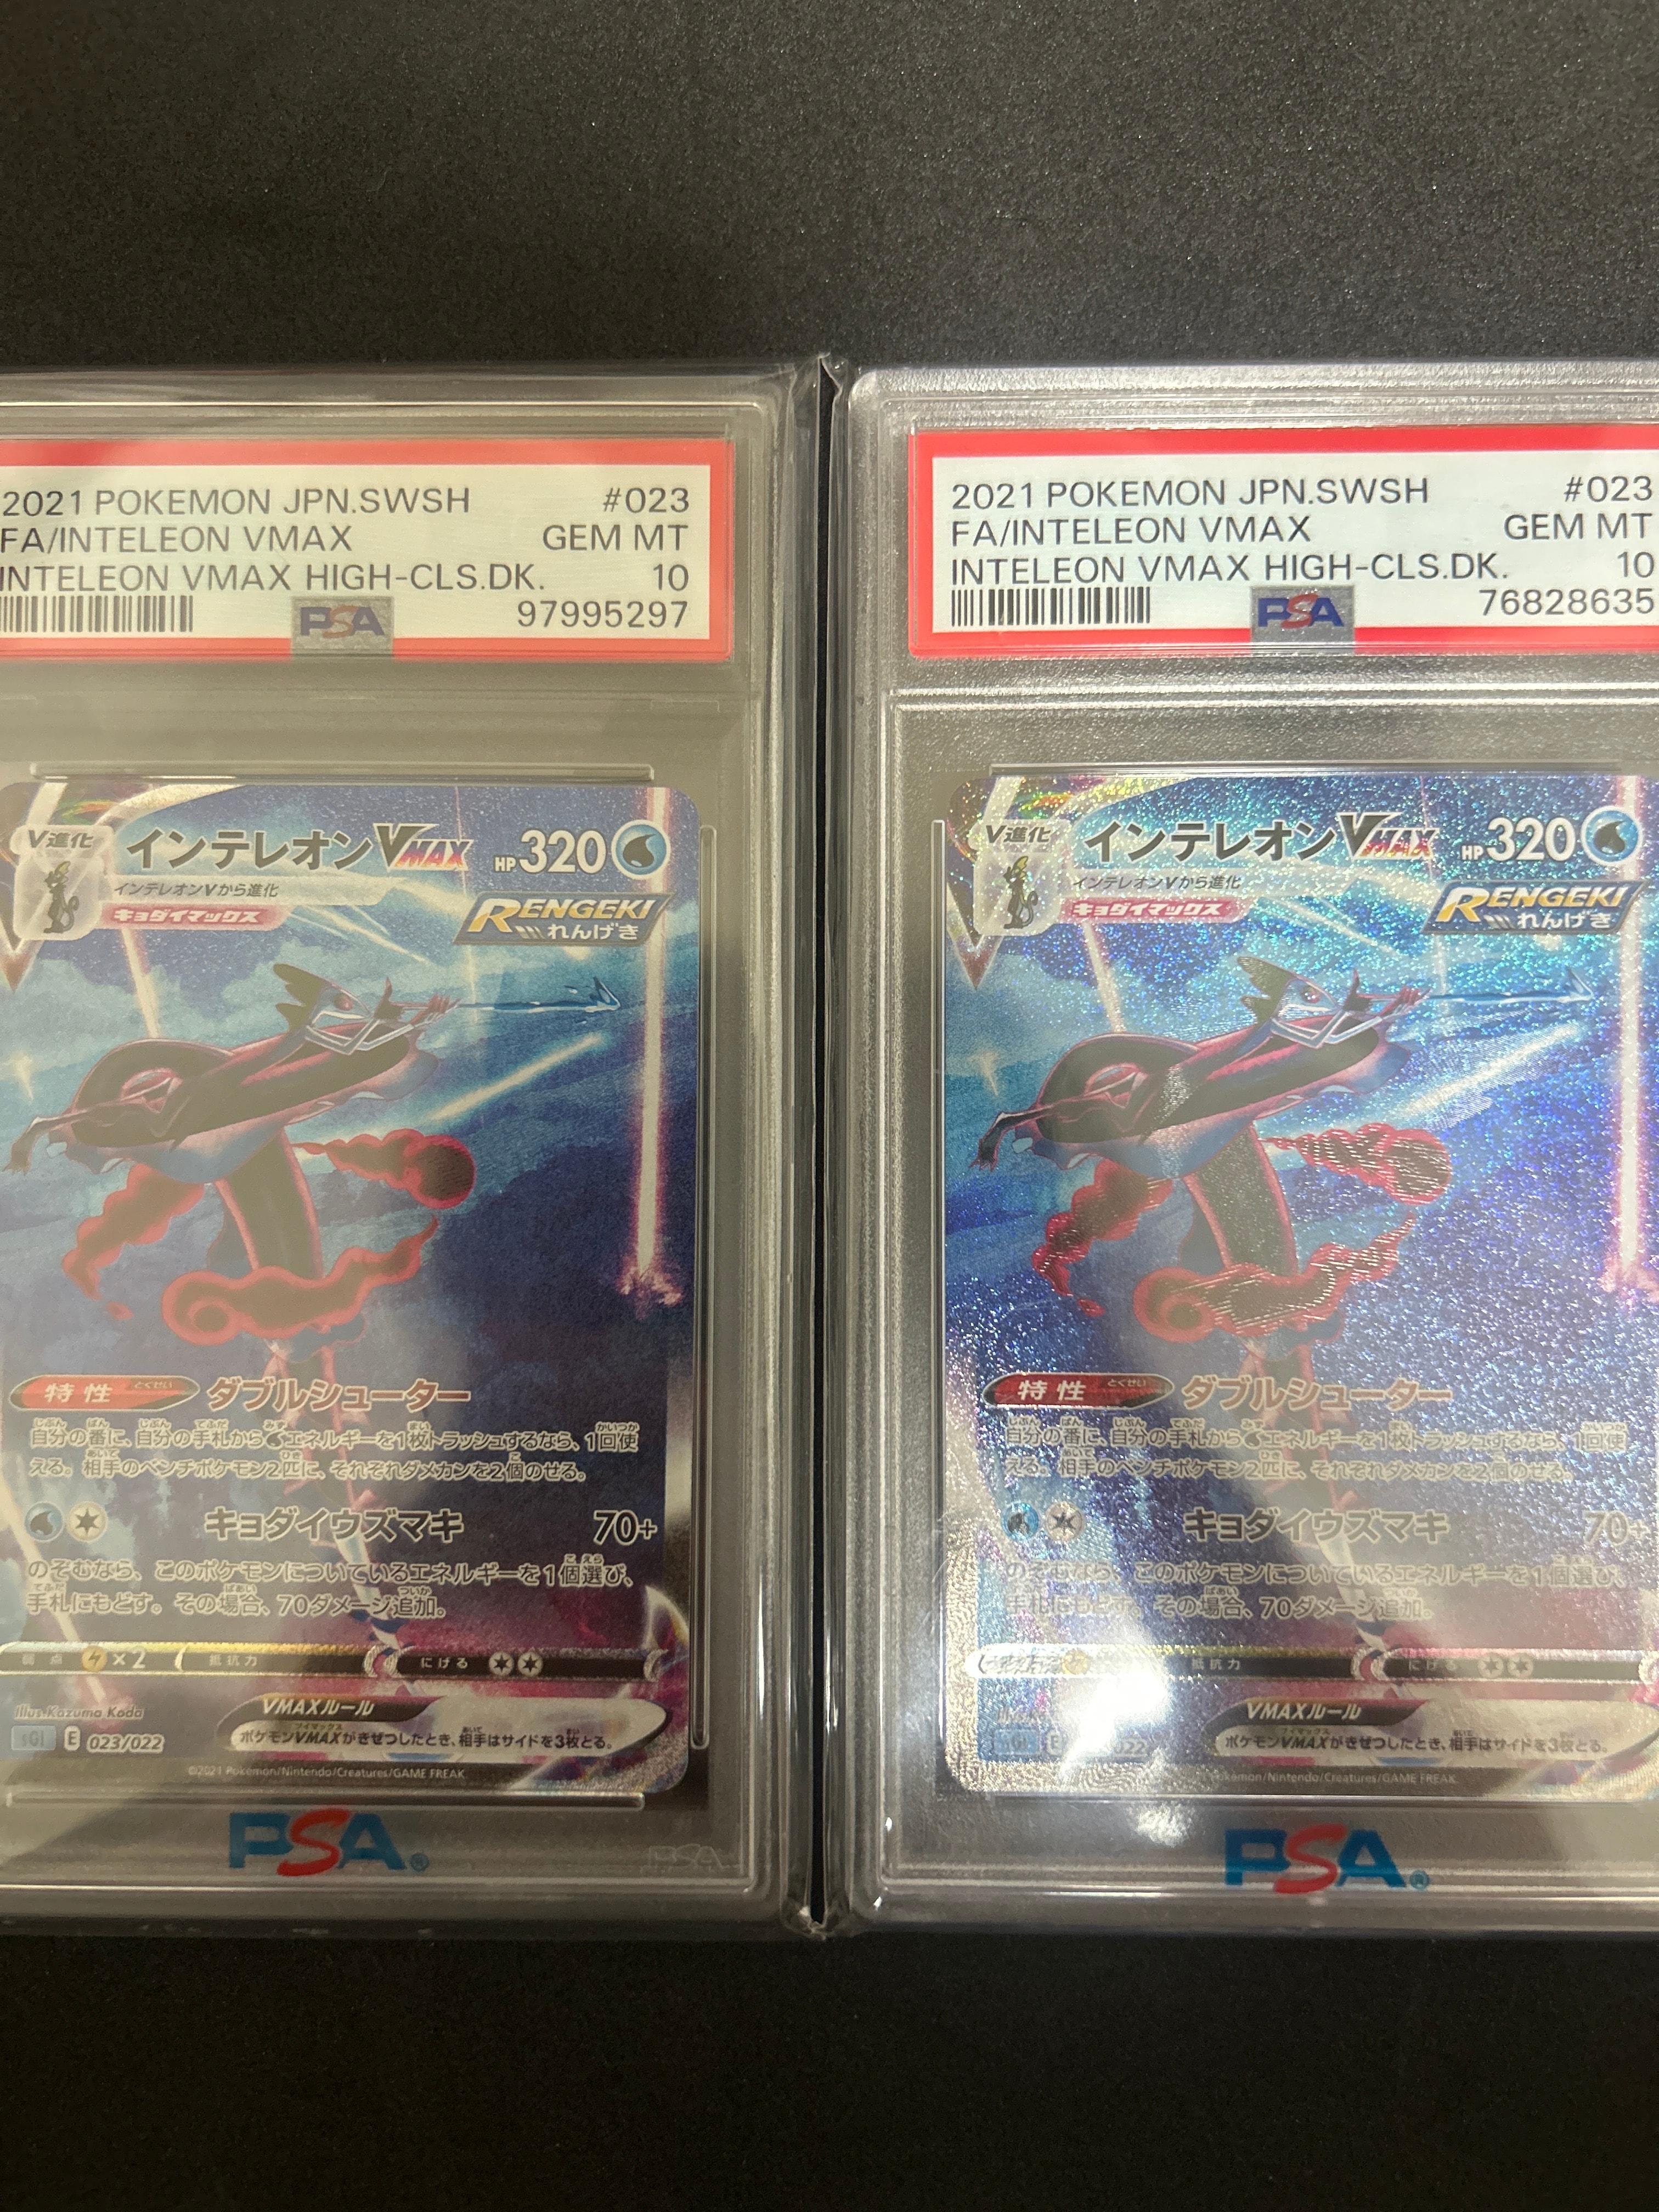 2021 POKEMON JPN.SWSH #023
FA/INTELEON VMAX GEM MT
INTELEON VMAX HIGH-CLS.DK. 10
PSA 97995297
V進化
インテレオンVMAX HP320
インテレオンVから進化
キョダイマックス
RENGEKI
れんげき
特性 とくせい ダブルシューター
自分の番に、自分の手札からエネルギーを1枚トラッシュするなら、1回使
える。相手のベンチポケモン2匹に、それぞれダメカンを2個のせる。
キョダイウズマキ 70+
のぞむなら、このポケモンについているエネルギーを1個選び、
手札にもどす。その場合、70ダメージ追加。
弱点 ×2 抵抗力 にげる
Illus.Kazuma Koda
VMAXルール
sGI E 023/022
ポケモンVMAXがきぜつしたとき、相手はサイドを3枚とる。
©2021 Pokémon/Nintendo/Creatures/GAME FREAK
PSA®
PSA
2021 POKEMON JPN.SWSH #023
FA/INTELEON VMAX GEM MT
INTELEON VMAX HIGH-CLS.DK. 10
PSA 76828635
V進化
インテレオンVMAX HP320
インテレオンVから進化
キョダイマックス
RENGEKI
れんげき
特性 とくせい ダブルシューター
自分の番に、自分の手札からエネルギーを1枚トラッシュするなら、1回使
える。相手のベンチポケモン2匹に、それぞれダメカンを2個のせる。
キョダイウズマキ 70+
のぞむなら、このポケモンについているエネルギーを1個選び、
手札にもどす。その場合、70ダメージ追加。
抵抗力 にげる
VMAXルール
E
ポケモンVMAXがきぜつしたとき、相手はサイドを3枚とる。
Pokémon/Nintendo/Creatures/GAME FREAK
PSA®